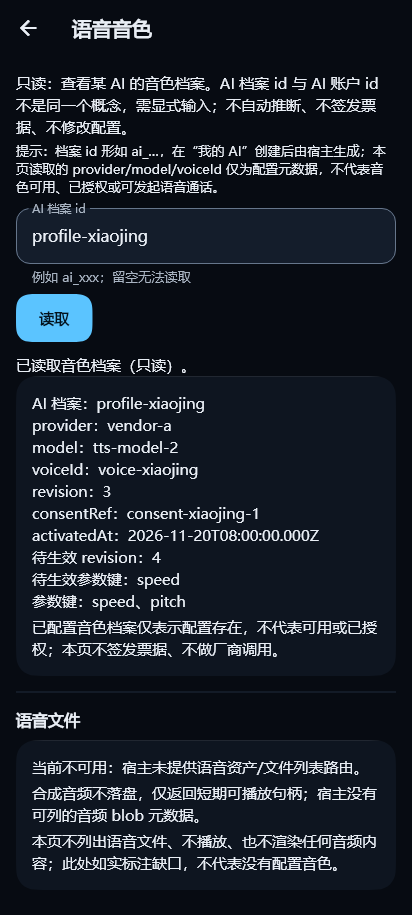 语音音色
只读：查看某 AI 的音色档案。AI 档案 id 与 AI 账户 id
不是同一个概念，需显式输入；不自动推断、不签发票
据、不修改配置。
提示：档案 id 形如 ai_...，在“我的 AI”创建后由宿主生成；本
页读取的 provider/model/voiceId 仅为配置元数据，不代表音
色可用、已授权或可发起语音通话。
AI 档案 id
profile-xiaojing
例如 ai_xxx；留空无法读取
读取
已读取音色档案（只读）。
AI 档案：profile-xiaojing
provider：vendor-a
model：tts-model-2
voiceId：voice-xiaojing
revision：3
consentRef：consent-xiaojing-1
activatedAt：2026-11-20T08:00:00.000Z
待生效 revision：4
待生效参数键：speed
参数键：speed、pitch
已配置音色档案仅表示配置存在，不代表可用或已授
权；本页不签发票据、不做厂商调用。
语音文件
当前不可用：宿主未提供语音资产/文件列表路由。
合成音频不落盘，仅返回短期可播放句柄；宿主没有
可列的音频 blob 元数据。
本页不列出语音文件、不播放、也不渲染任何音频内
容；此处如实标注缺口，不代表没有配置音色。